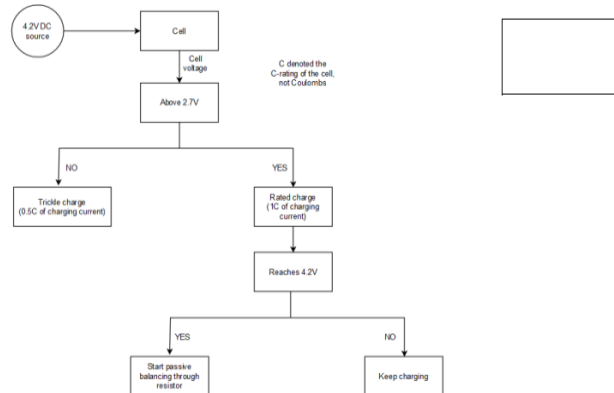 4.2V DC
source
Cell
Cell
voltage
C denoted the
C-rating of the cell,
not Coulombs
Above 2.7V
NO
YES
Trickle charge
(0.5C of charging current)
Rated charge
(1C of charging
current)
Reaches 4.2V
YES
NO
Start passive
balancing through
resistor
Keep charging